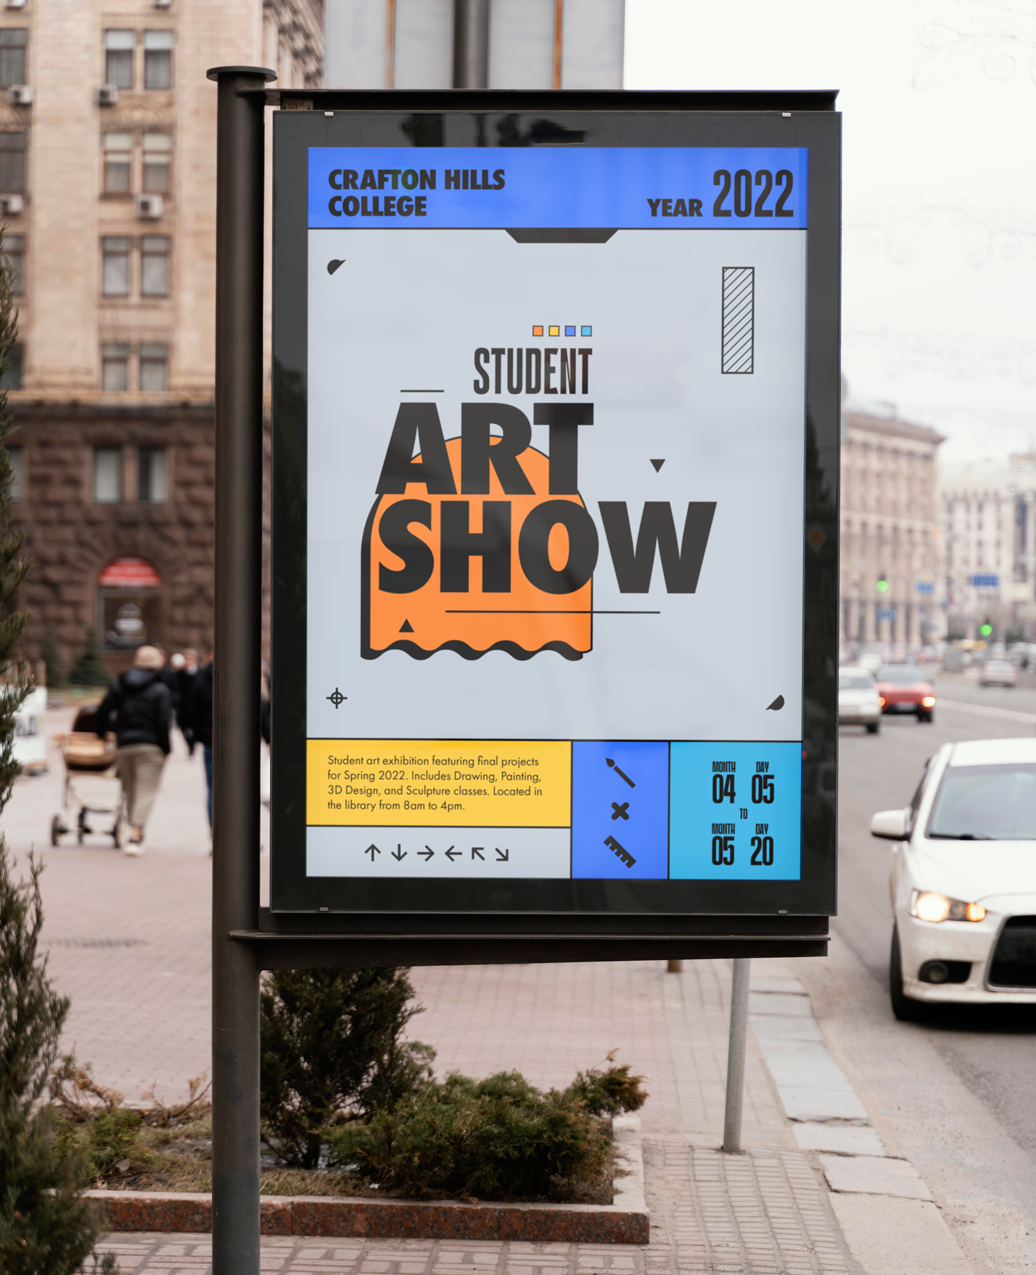 CRAFTON HILLS
COLLEGE
YEAR 2022
STUDENT
ART
SHOW
Student art exhibition featuring final projects
for Spring 2022. Includes Drawing, Painting,
3D Design, and Sculpture classes. Located in
the library from 8am to 4pm.
↑ ↓ → ← ↖ ↘
MONTH DAY
04 05
TO
MONTH DAY
05 20